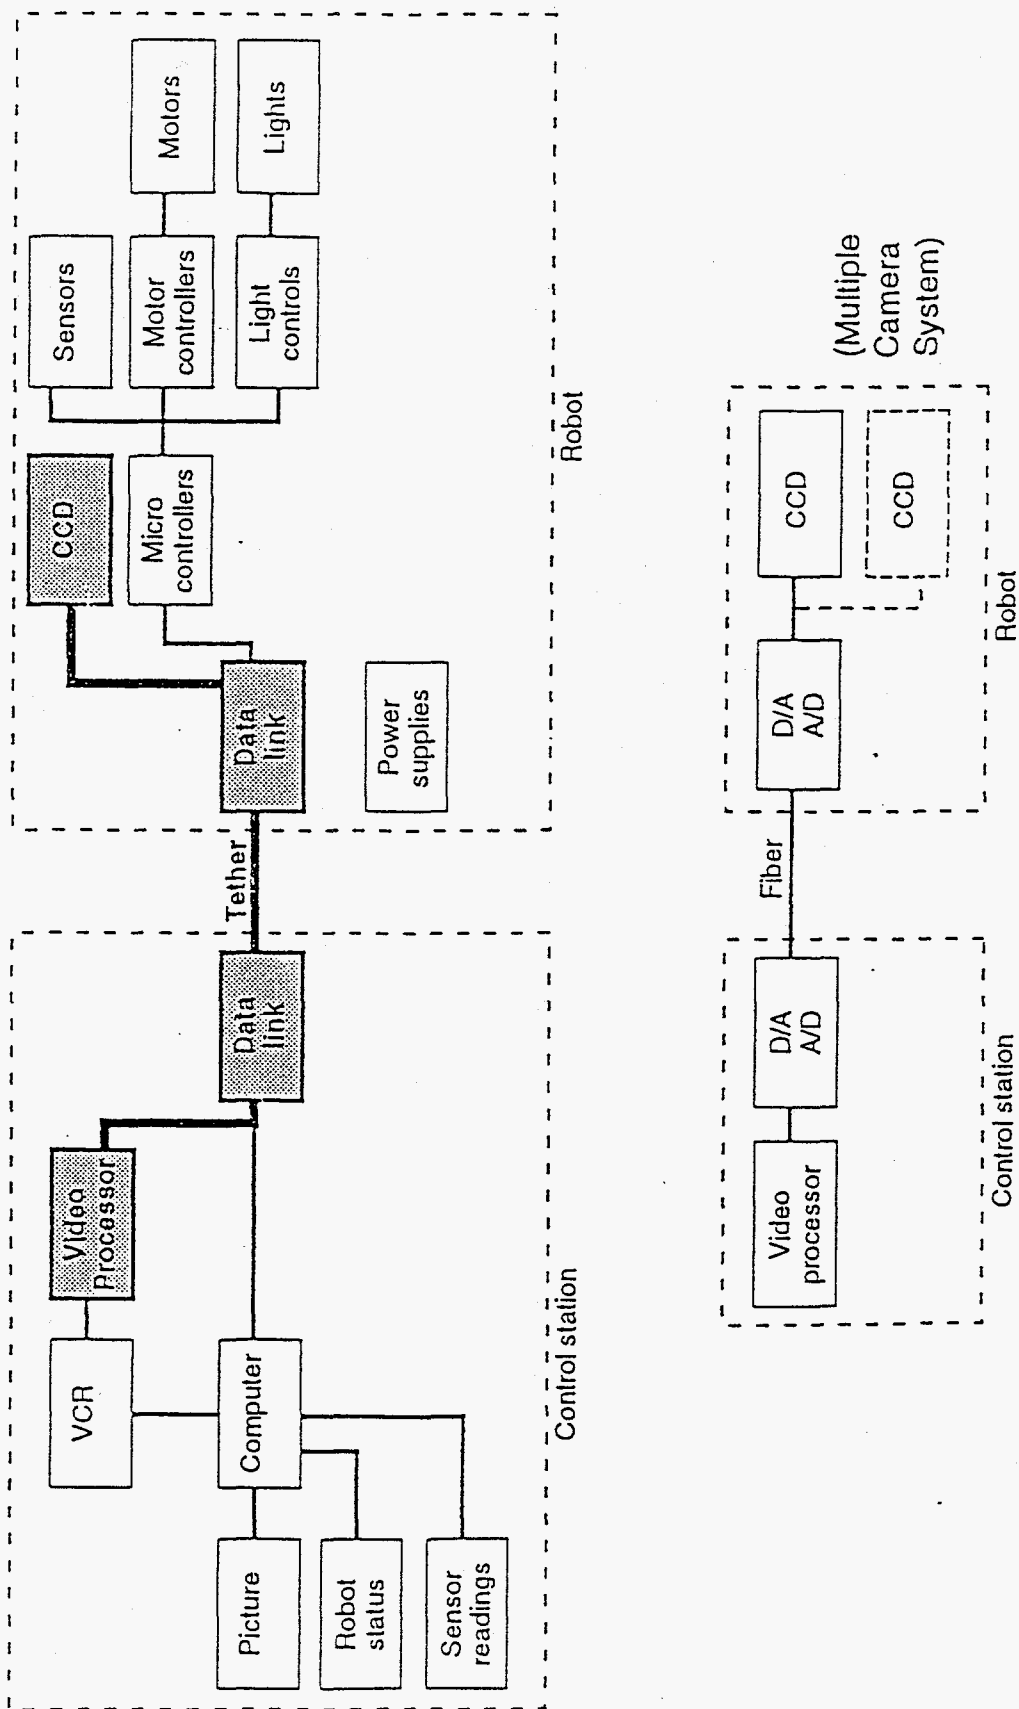 Picture
Robot
status
Sensor
readings
VCR
Computer
Video
Processor
Data
link
Control station
Tether
Data
link
Power
supplies
CCD
Micro
controllers
Sensors
Motor
controllers
Light
controls
Motors
Lights
Robot
Video
processor
D/A
A/D
Control station
Fiber
D/A
A/D
CCD
CCD
Robot
(Multiple
Camera
System)